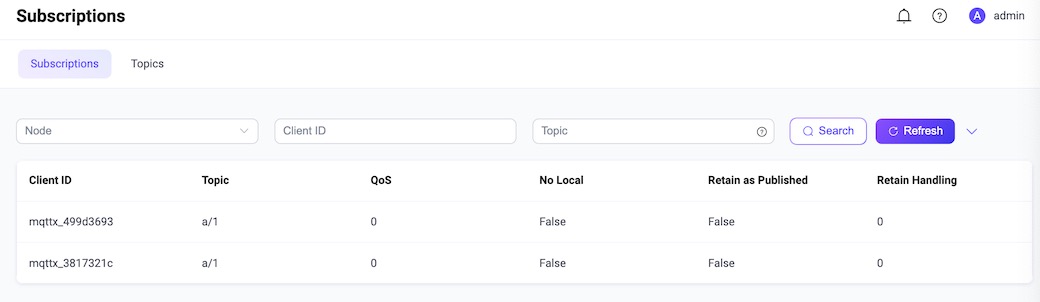 Subscriptions
A admin
Subscriptions Topics
Node Client ID Topic Search Refresh
Client ID Topic QoS No Local Retain as Published Retain Handling
mqttx_499d3693 a/1 0 False False 0
mqttx_3817321c a/1 0 False False 0